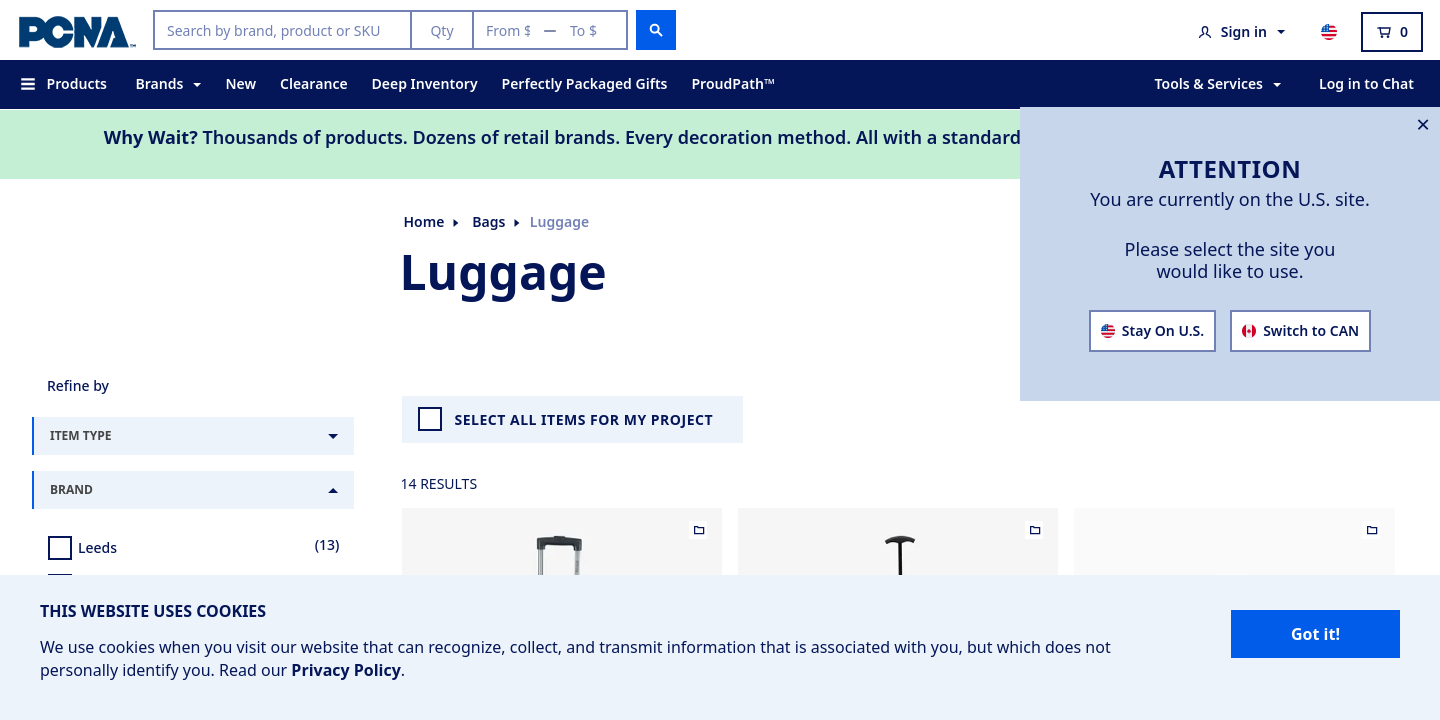 PCNA™
Search by brand, product or SKU
Qty
From $ — To $
Sign in
0
Products
Brands
New
Clearance
Deep Inventory
Perfectly Packaged Gifts
ProudPath™
Tools & Services
Log in to Chat
Why Wait? Thousands of products. Dozens of retail brands. Every decoration method. All with a standard
ATTENTION
You are currently on the U.S. site.
Please select the site you
would like to use.
Stay On U.S.
Switch to CAN
Home
Bags
Luggage
Luggage
Refine by
ITEM TYPE
BRAND
Leeds
(13)
SELECT ALL ITEMS FOR MY PROJECT
14 RESULTS
THIS WEBSITE USES COOKIES
We use cookies when you visit our website that can recognize, collect, and transmit information that is associated with you, but which does not
personally identify you. Read our Privacy Policy.
Got it!